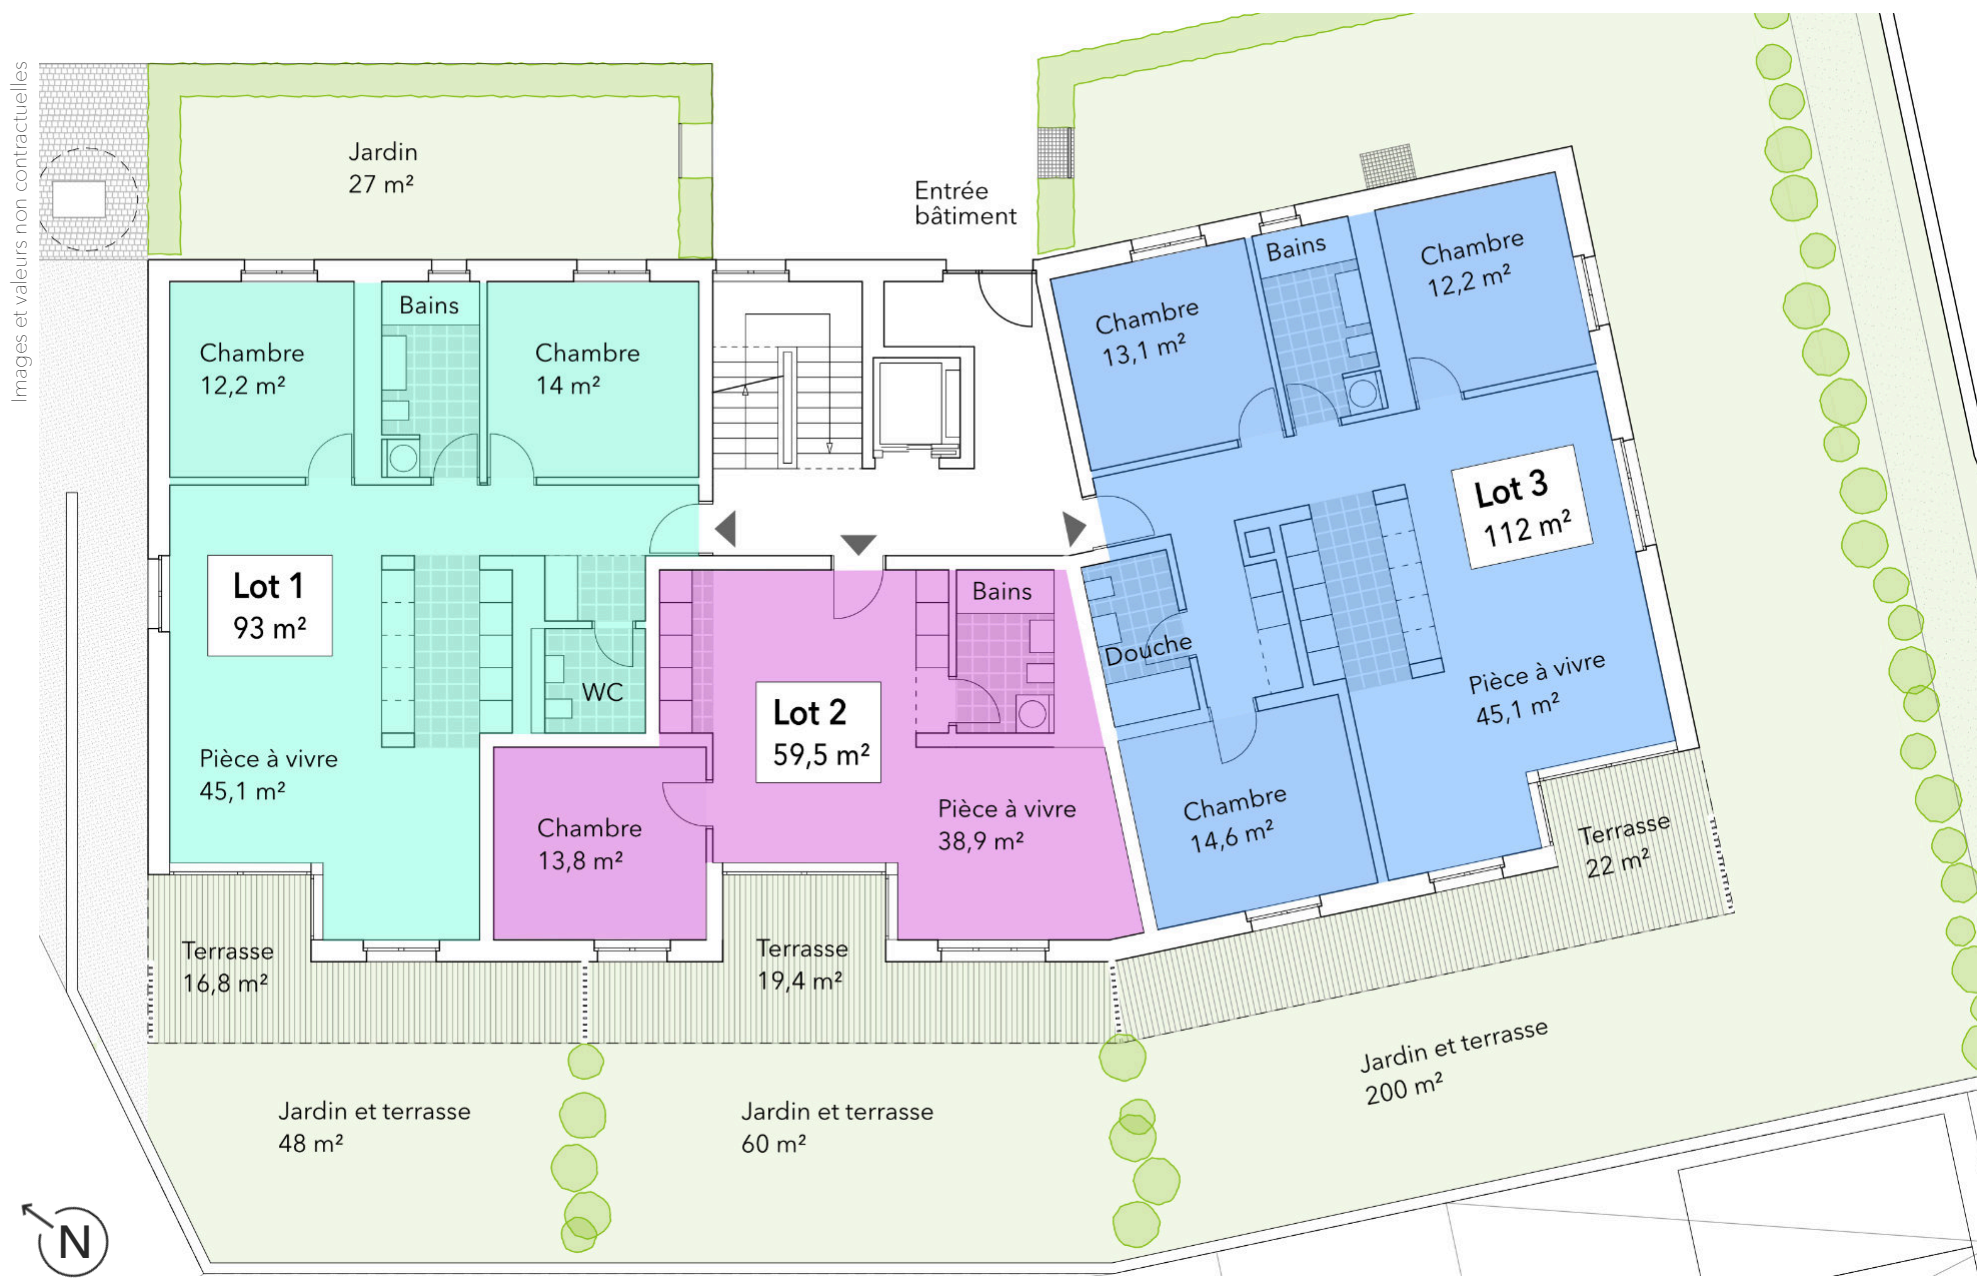 Images et valeurs non contractuelles
Jardin
27 m²
Entrée
bâtiment
Chambre
12,2 m²
Bains
Chambre
14 m²
Lot 1
93 m²
WC
Pièce à vivre
45,1 m²
Terrasse
16,8 m²
Jardin et terrasse
48 m²
Bains
Lot 2
59,5 m²
Chambre
13,8 m²
Pièce à vivre
38,9 m²
Terrasse
19,4 m²
Jardin et terrasse
60 m²
Chambre
13,1 m²
Bains
Chambre
12,2 m²
Lot 3
112 m²
Douche
Pièce à vivre
45,1 m²
Chambre
14,6 m²
Terrasse
22 m²
Jardin et terrasse
200 m²
N